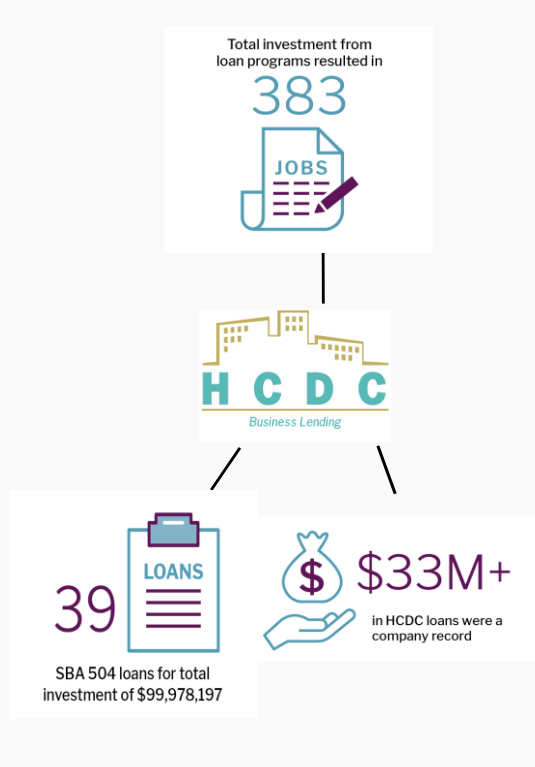 Total investment from
loan programs resulted in
383
JOBS
HCDC
Business Lending
LOANS
39
SBA 504 loans for total
investment of $99,978,197
$
$33M+
in HCDC loans were a
company record